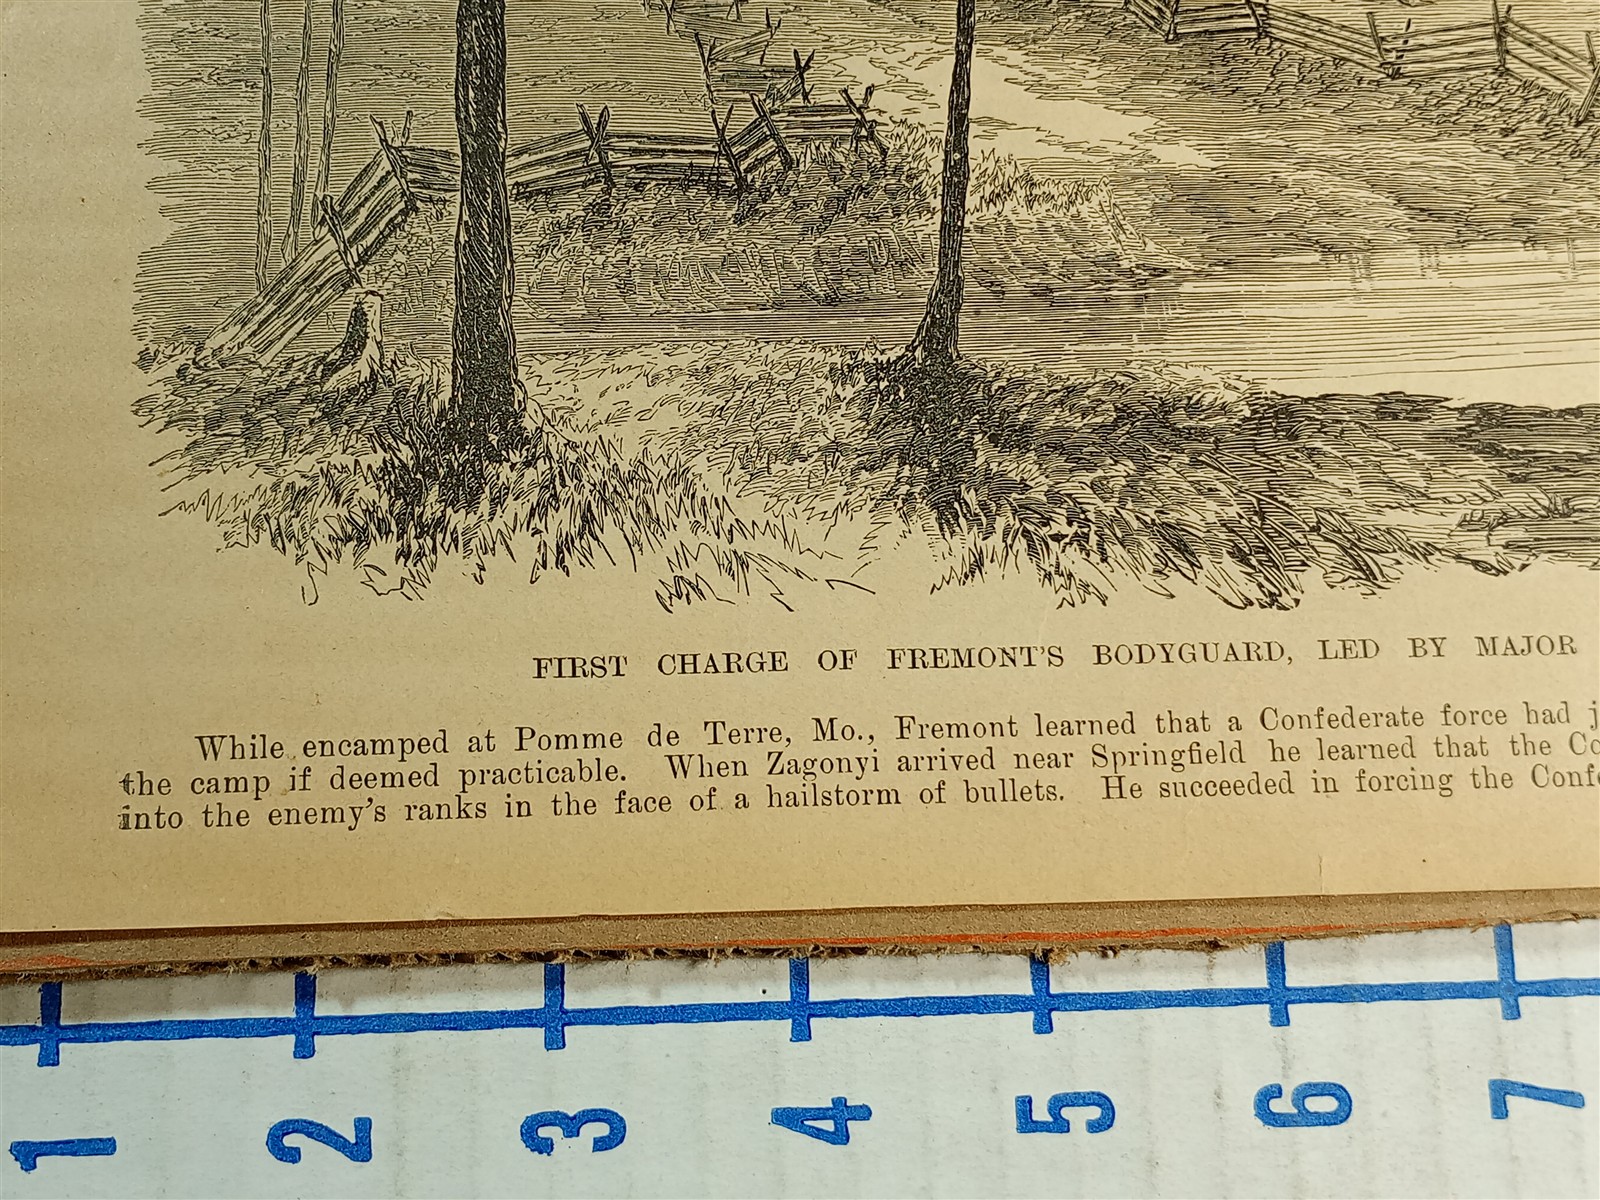 FIRST CHARGE OF FREMONT'S BODYGUARD, LED BY MAJOR
While encamped at Pomme de Terre, Mo., Fremont learned that a Confederate force had j
the camp if deemed practicable. When Zagonyi arrived near Springfield he learned that the Co
into the enemy's ranks in the face of a hailstorm of bullets. He succeeded in forcing the Confe
1 2 3 4 5 6 7